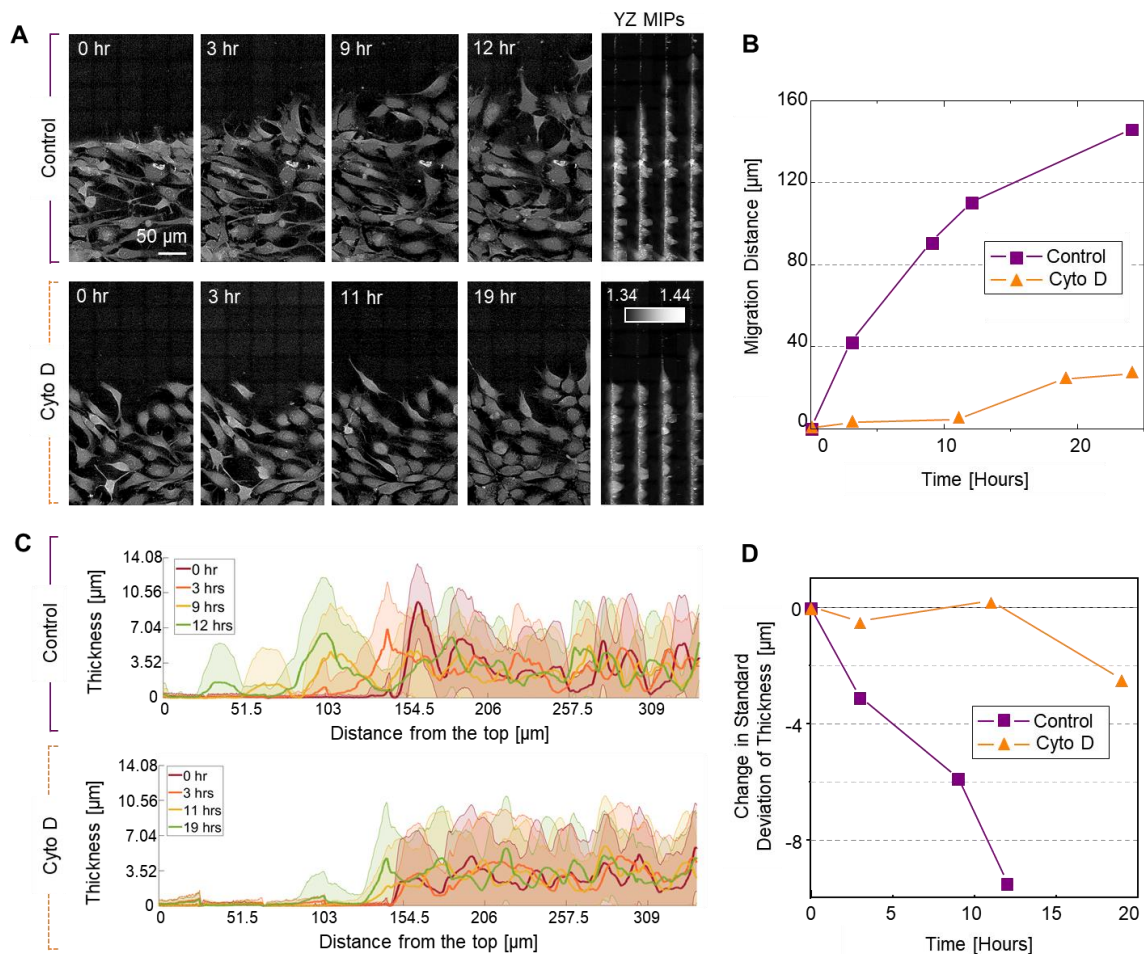 A
Control
0 hr
3 hr
9 hr
12 hr
YZ MIPs
50 µm
Cyto D
0 hr
3 hr
11 hr
19 hr
1.34 1.44
B
Migration Distance [µm]
160
120
80
40
0
0 10 20
Time [Hours]
Control
Cyto D
C
Control
Thickness [µm]
14.08
10.56
7.04
3.52
0
0 hr
3 hrs
9 hrs
12 hrs
0 51.5 103 154.5 206 257.5 309
Distance from the top [µm]
Cyto D
Thickness [µm]
14.08
10.56
7.04
3.52
0
0 hr
3 hrs
11 hrs
19 hrs
0 51.5 103 154.5 206 257.5 309
Distance from the top [µm]
D
Change in Standard
Deviation of Thickness [µm]
0
-4
-8
Control
Cyto D
0 5 10 15 20
Time [Hours]